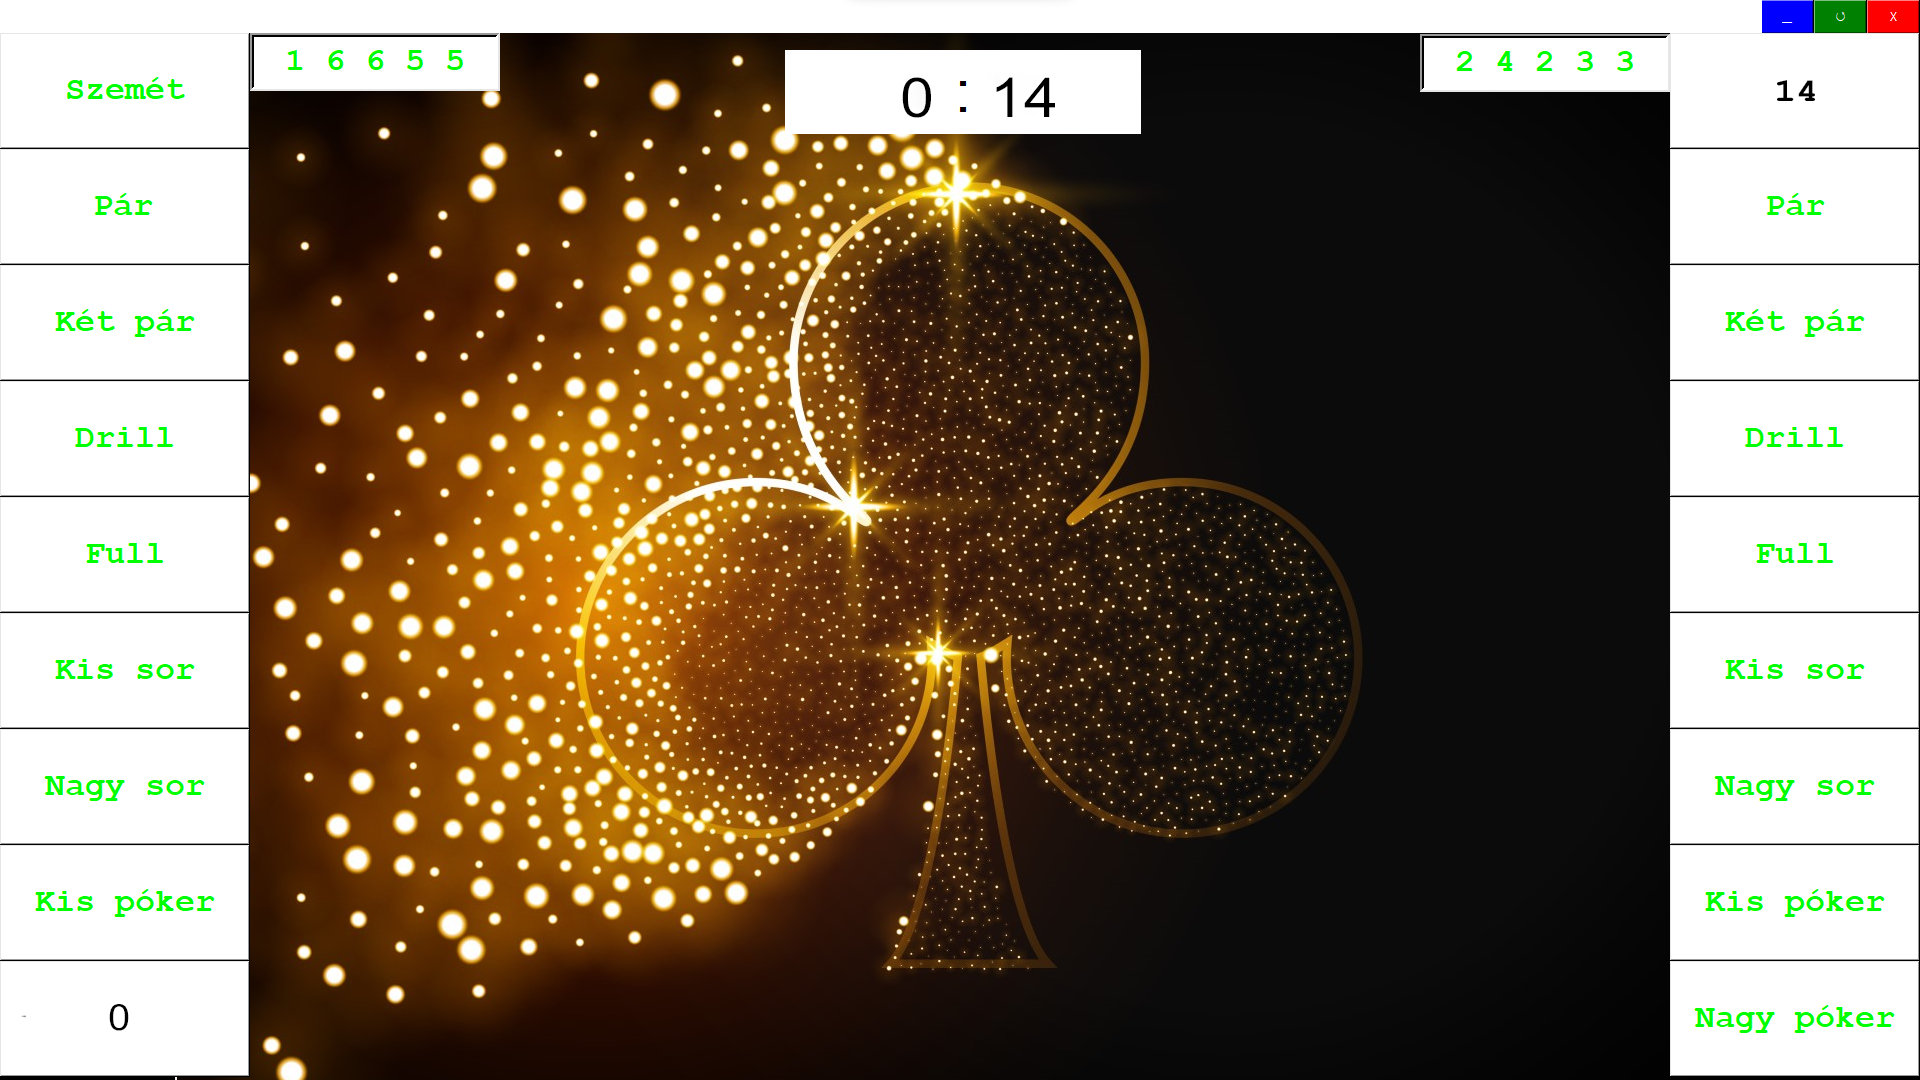 _ ↺ X
1 6 6 5 5
0 : 14
2 4 2 3 3
Szemét
Pár
Két pár
Drill
Full
Kis sor
Nagy sor
Kis póker
0
14
Pár
Két pár
Drill
Full
Kis sor
Nagy sor
Kis póker
Nagy póker